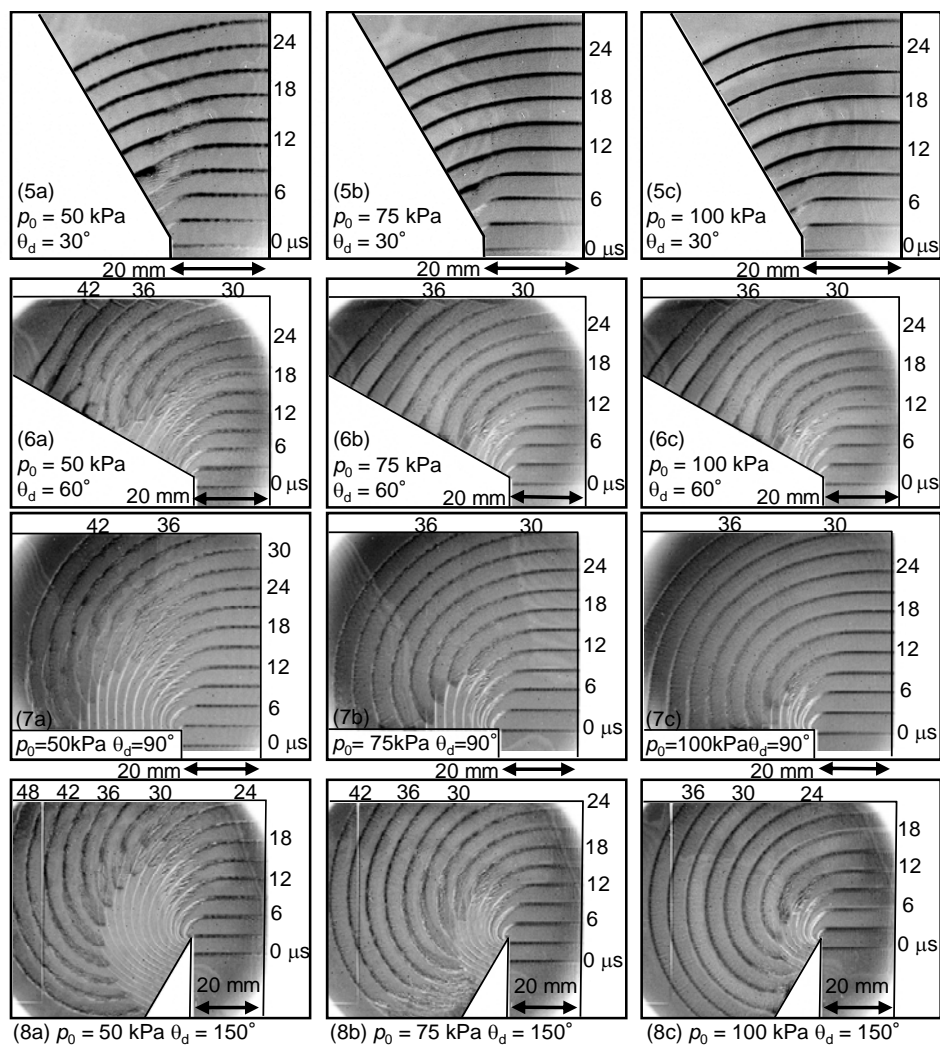 24
18
12
6
0 μs
(5a)
p0 = 50 kPa
θd = 30°
20 mm
24
18
12
6
0 μs
(5b)
p0 = 75 kPa
θd = 30°
20 mm
24
18
12
6
0 μs
(5c)
p0 = 100 kPa
θd = 30°
20 mm
42 36 30
24
18
12
6
0 μs
(6a)
p0 = 50 kPa
θd = 60°
20 mm
36 30
24
18
12
6
0 μs
(6b)
p0 = 75 kPa
θd = 60°
20 mm
36 30
24
18
12
6
0 μs
(6c)
p0 = 100 kPa
θd = 60°
20 mm
42 36
30
24
18
12
6
0 μs
(7a)
p0=50kPa θd=90°
20 mm
36 30
24
18
12
6
0 μs
(7b)
p0= 75kPa θd=90°
20 mm
36 30
24
18
12
6
0 μs
(7c)
p0=100kPaθd=90°
20 mm
48 42 36 30 24
18
12
6
0 μs
20 mm
(8a) p0 = 50 kPa θd = 150°
42 36 30 24
18
12
6
0 μs
20 mm
(8b) p0 = 75 kPa θd = 150°
36 30 24
18
12
6
0 μs
20 mm
(8c) p0 = 100 kPa θd = 150°